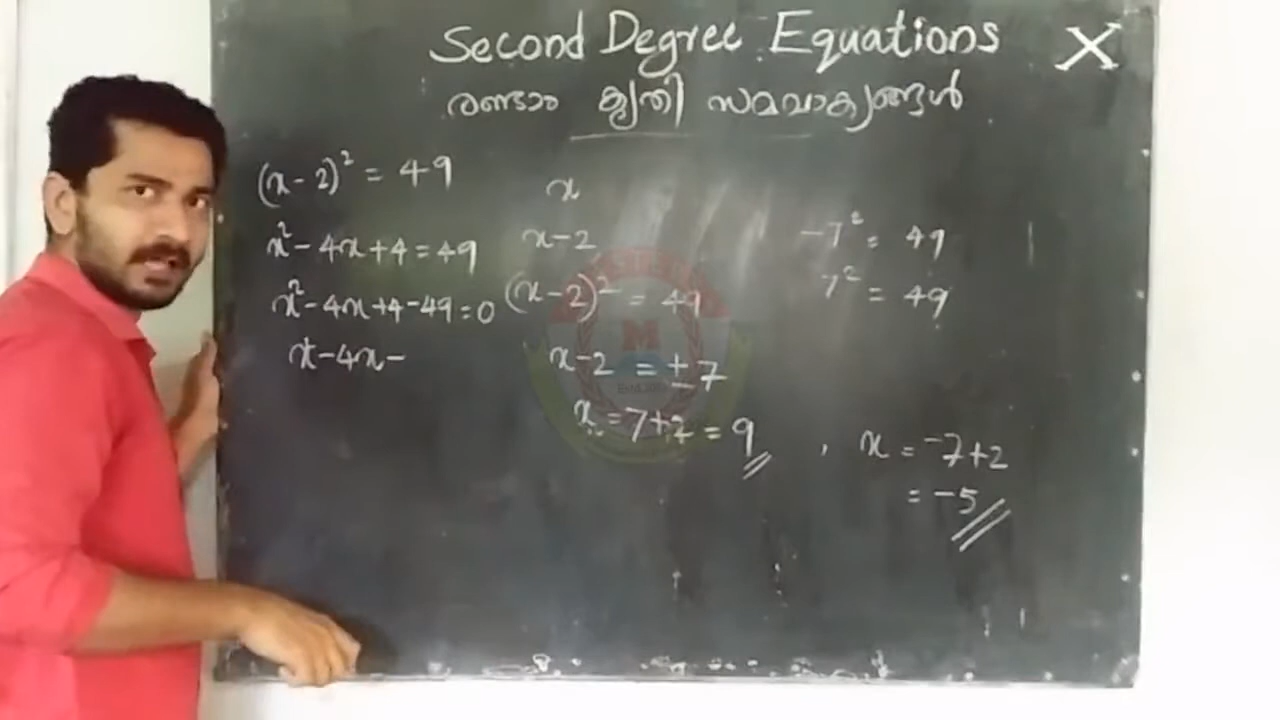 Second Degree Equations X
രണ്ടാം കൃതി സമവാക്യങ്ങൾ
(x-2)² = 49
x² - 4x + 4 = 49
x² - 4x + 4 - 49 = 0
x² - 4x -
x
x - 2
(x-2)² = 49
x - 2 = ± 7
x = 7 + 2 = 9 , x = -7 + 2
= -5
-7² = 49
7² = 49
M